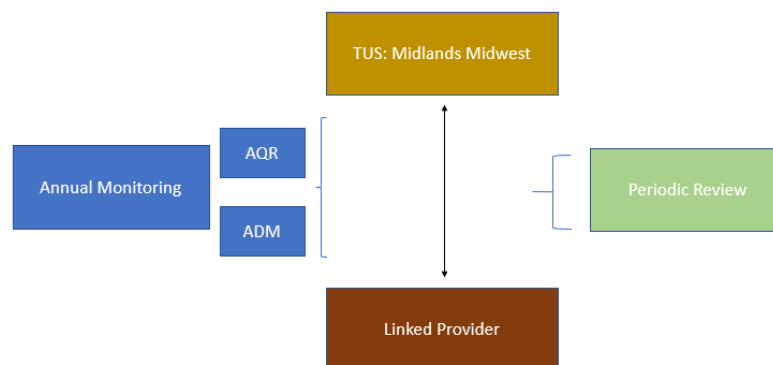 TUS: Midlands Midwest
AQR
Annual Monitoring
Periodic Review
ADM
Linked Provider